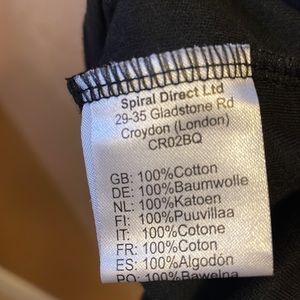 Spiral Direct Ltd
29-35 Gladstone Rd
Croydon (London)
CR02BQ
GB: 100%Cotton
DE: 100%Baumwolle
NL: 100%Katoen
FI: 100%Puuvillaa
IT: 100%Cotone
FR: 100%Coton
ES: 100%Algodón
PO: 100%Bawelna